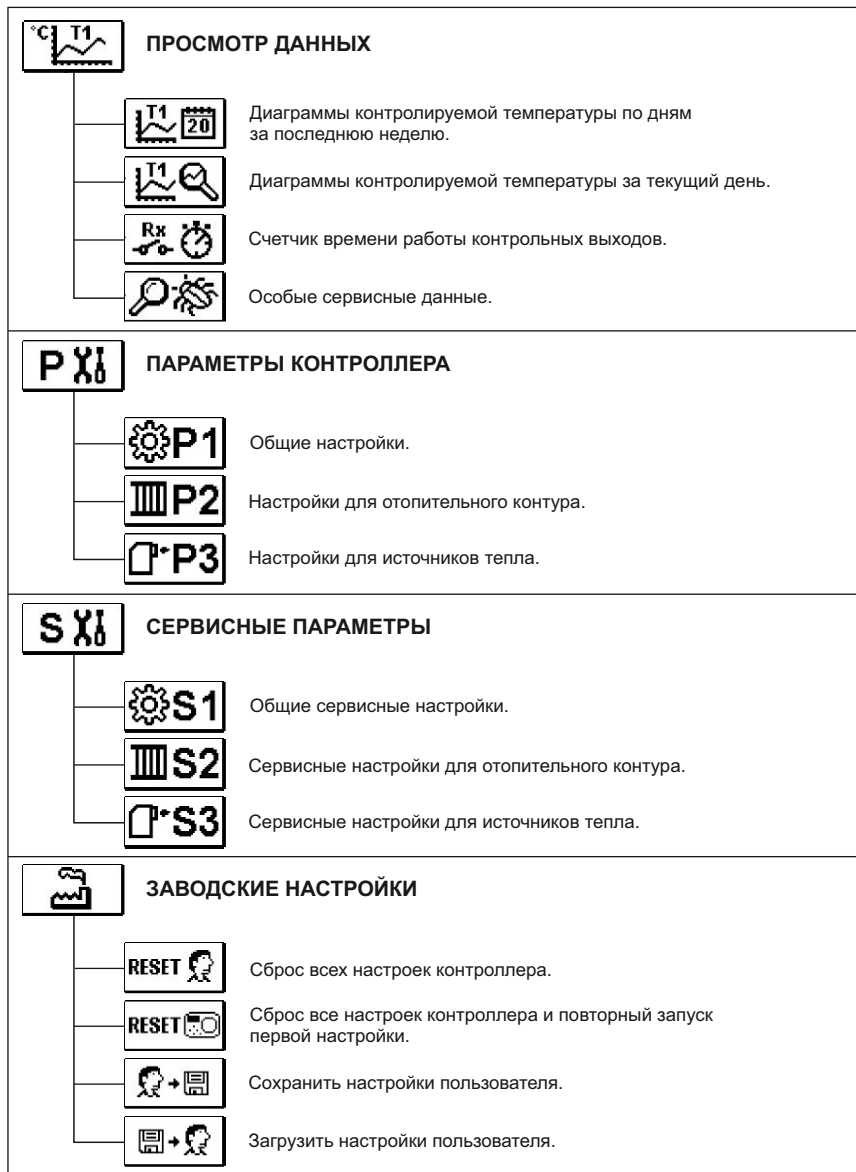 °C T1 ПРОСМОТР ДАННЫХ
T1 20 Диаграммы контролируемой температуры по дням
за последнюю неделю.
T1 Диаграммы контролируемой температуры за текущий день.
Rx Счетчик времени работы контрольных выходов.
Особые сервисные данные.
P ПАРАМЕТРЫ КОНТРОЛЛЕРА
P1 Общие настройки.
P2 Настройки для отопительного контура.
P3 Настройки для источников тепла.
S СЕРВИСНЫЕ ПАРАМЕТРЫ
S1 Общие сервисные настройки.
S2 Сервисные настройки для отопительного контура.
S3 Сервисные настройки для источников тепла.
ЗАВОДСКИЕ НАСТРОЙКИ
RESET Сброс всех настроек контроллера.
RESET Сброс все настроек контроллера и повторный запуск
первой настройки.
Сохранить настройки пользователя.
Загрузить настройки пользователя.